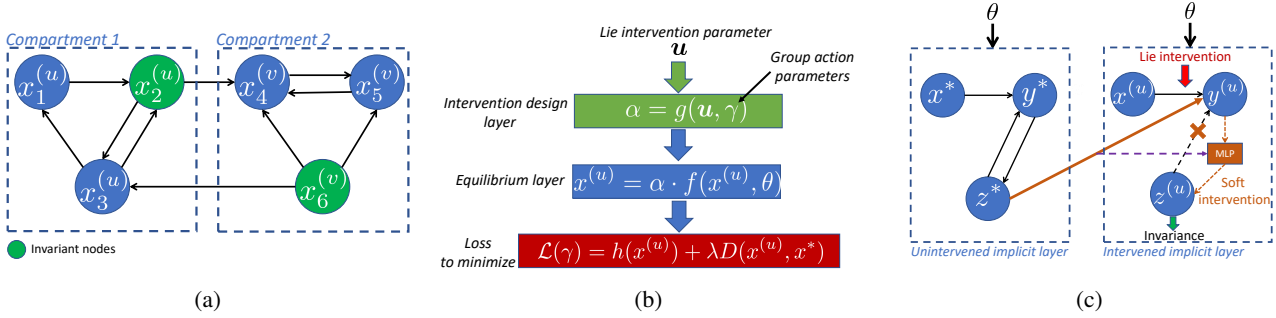 Compartment 1
Compartment 2
x_1^{(u)}
x_2^{(u)}
x_4^{(v)}
x_5^{(v)}
x_3^{(u)}
x_6^{(v)}
Invariant nodes
(a)
Lie intervention parameter
u
Group action
parameters
Intervention design
layer
α = g(u, γ)
Equilibrium layer
x^{(u)} = α · f(x^{(u)}, θ)
Loss
to minimize
L(γ) = h(x^{(u)}) + λD(x^{(u)}, x^*)
(b)
θ
θ
Lie intervention
x^*
y^*
x^{(u)}
y^{(u)}
MLP
z^*
z^{(u)}
Soft
intervention
Invariance
Unintervened implicit layer
Intervened implicit layer
(c)